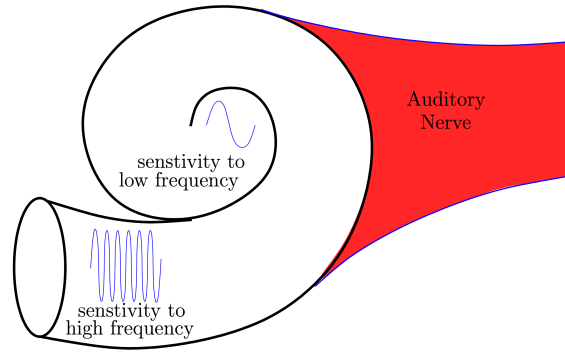 Auditory
Nerve
senstivity to
low frequency
senstivity to
high frequency